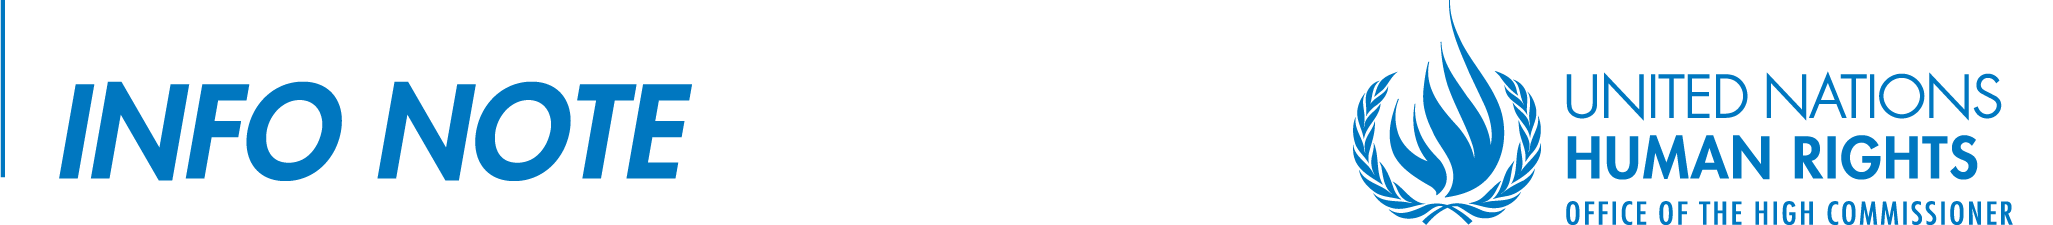 INFO NOTE
UNITED NATIONS
HUMAN RIGHTS
OFFICE OF THE HIGH COMMISSIONER